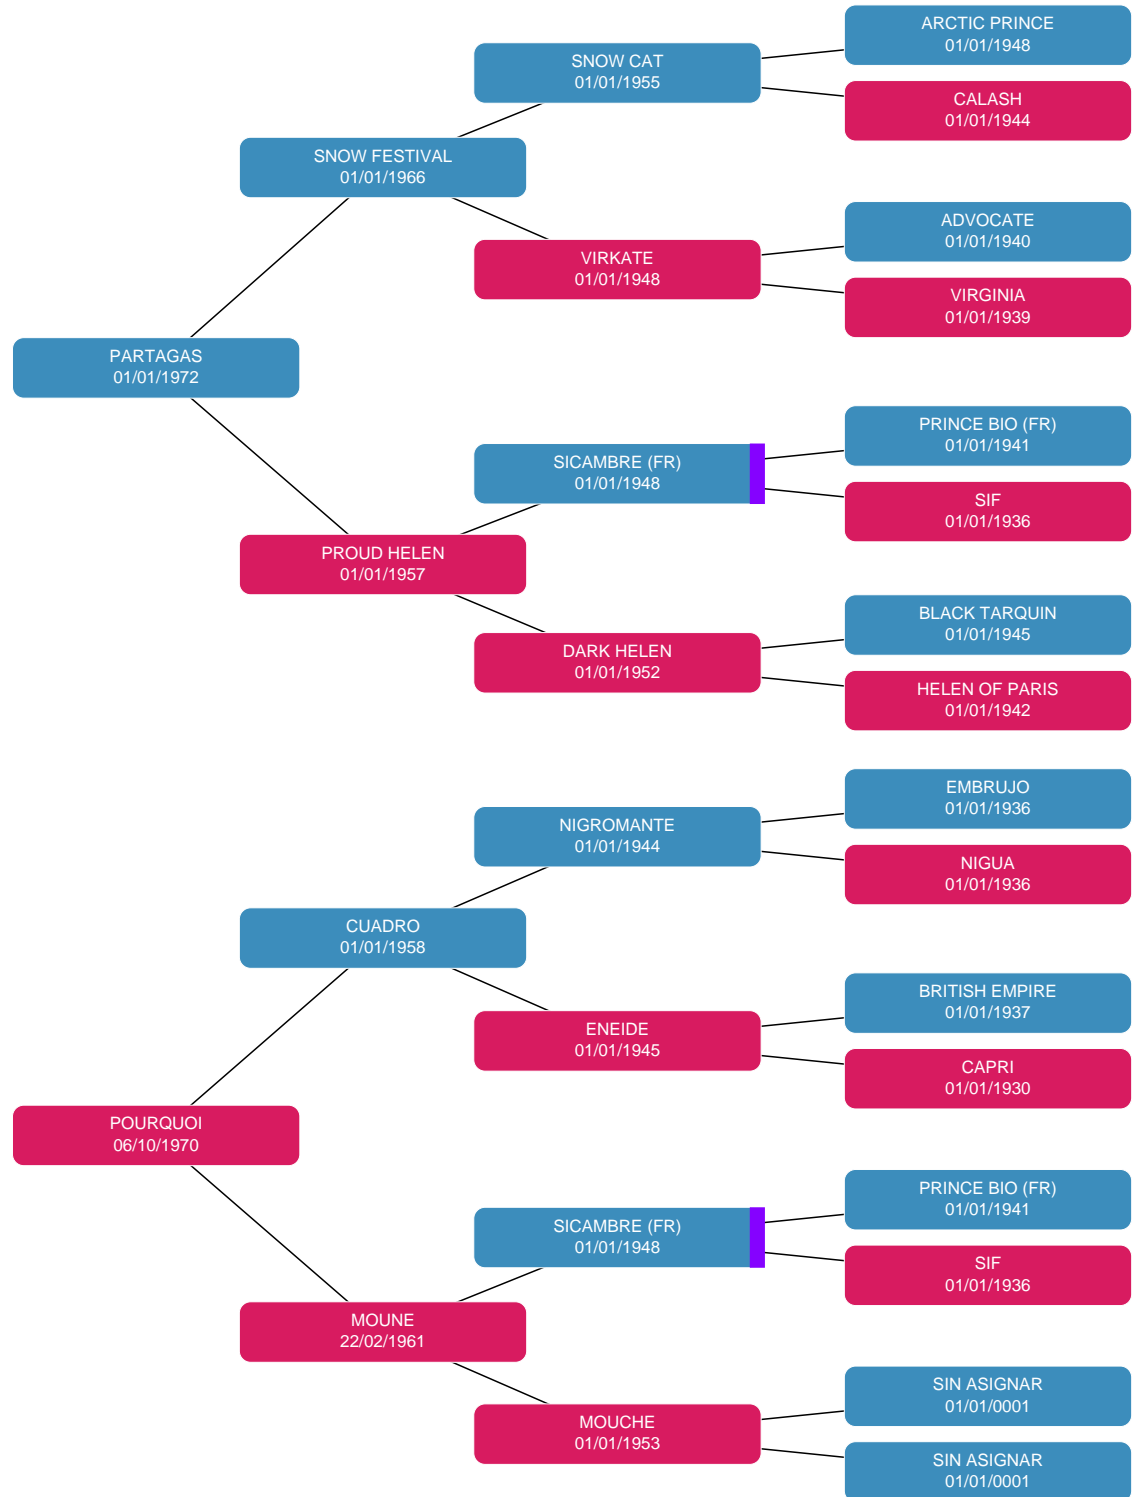 ARCTIC PRINCE
01/01/1948
SNOW CAT
01/01/1955
CALASH
01/01/1944
SNOW FESTIVAL
01/01/1966
ADVOCATE
01/01/1940
VIRKATE
01/01/1948
VIRGINIA
01/01/1939
PARTAGAS
01/01/1972
PRINCE BIO (FR)
01/01/1941
SICAMBRE (FR)
01/01/1948
SIF
01/01/1936
PROUD HELEN
01/01/1957
BLACK TARQUIN
01/01/1945
DARK HELEN
01/01/1952
HELEN OF PARIS
01/01/1942
EMBRUJO
01/01/1936
NIGROMANTE
01/01/1944
NIGUA
01/01/1936
CUADRO
01/01/1958
BRITISH EMPIRE
01/01/1937
ENEIDE
01/01/1945
CAPRI
01/01/1930
POURQUOI
06/10/1970
PRINCE BIO (FR)
01/01/1941
SICAMBRE (FR)
01/01/1948
SIF
01/01/1936
MOUNE
22/02/1961
SIN ASIGNAR
01/01/0001
MOUCHE
01/01/1953
SIN ASIGNAR
01/01/0001